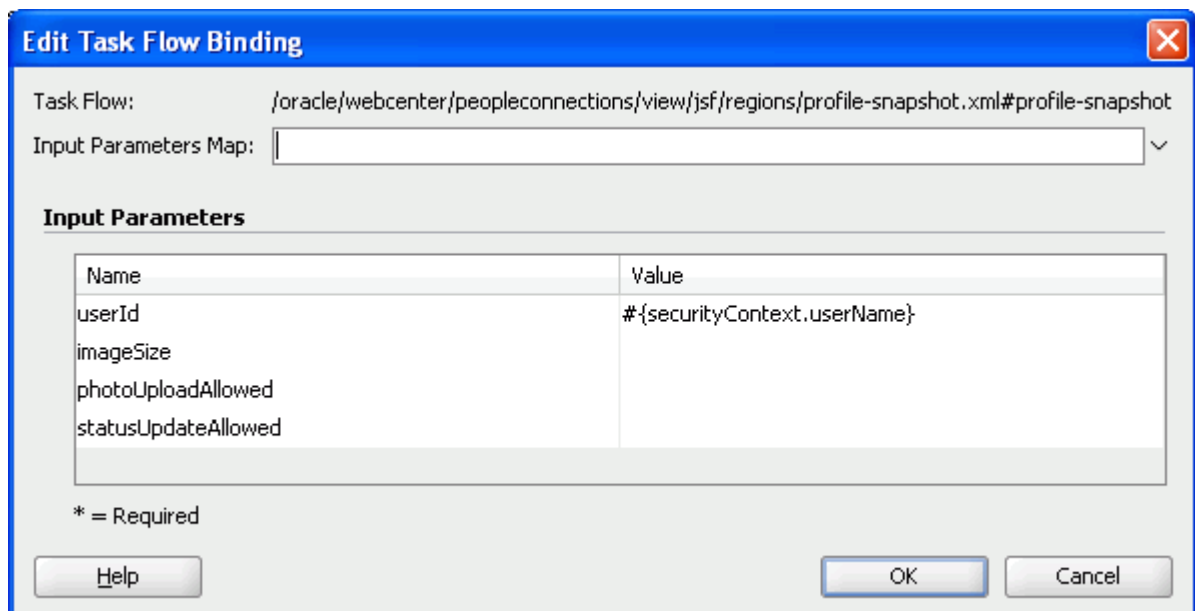 Edit Task Flow Binding
Task Flow: /oracle/webcenter/peopleconnections/view/jsf/regions/profile-snapshot.xml#profile-snapshot
Input Parameters Map:
Input Parameters
Name Value
userId #{securityContext.userName}
imageSize
photoUploadAllowed
statusUpdateAllowed
* = Required
Help OK Cancel